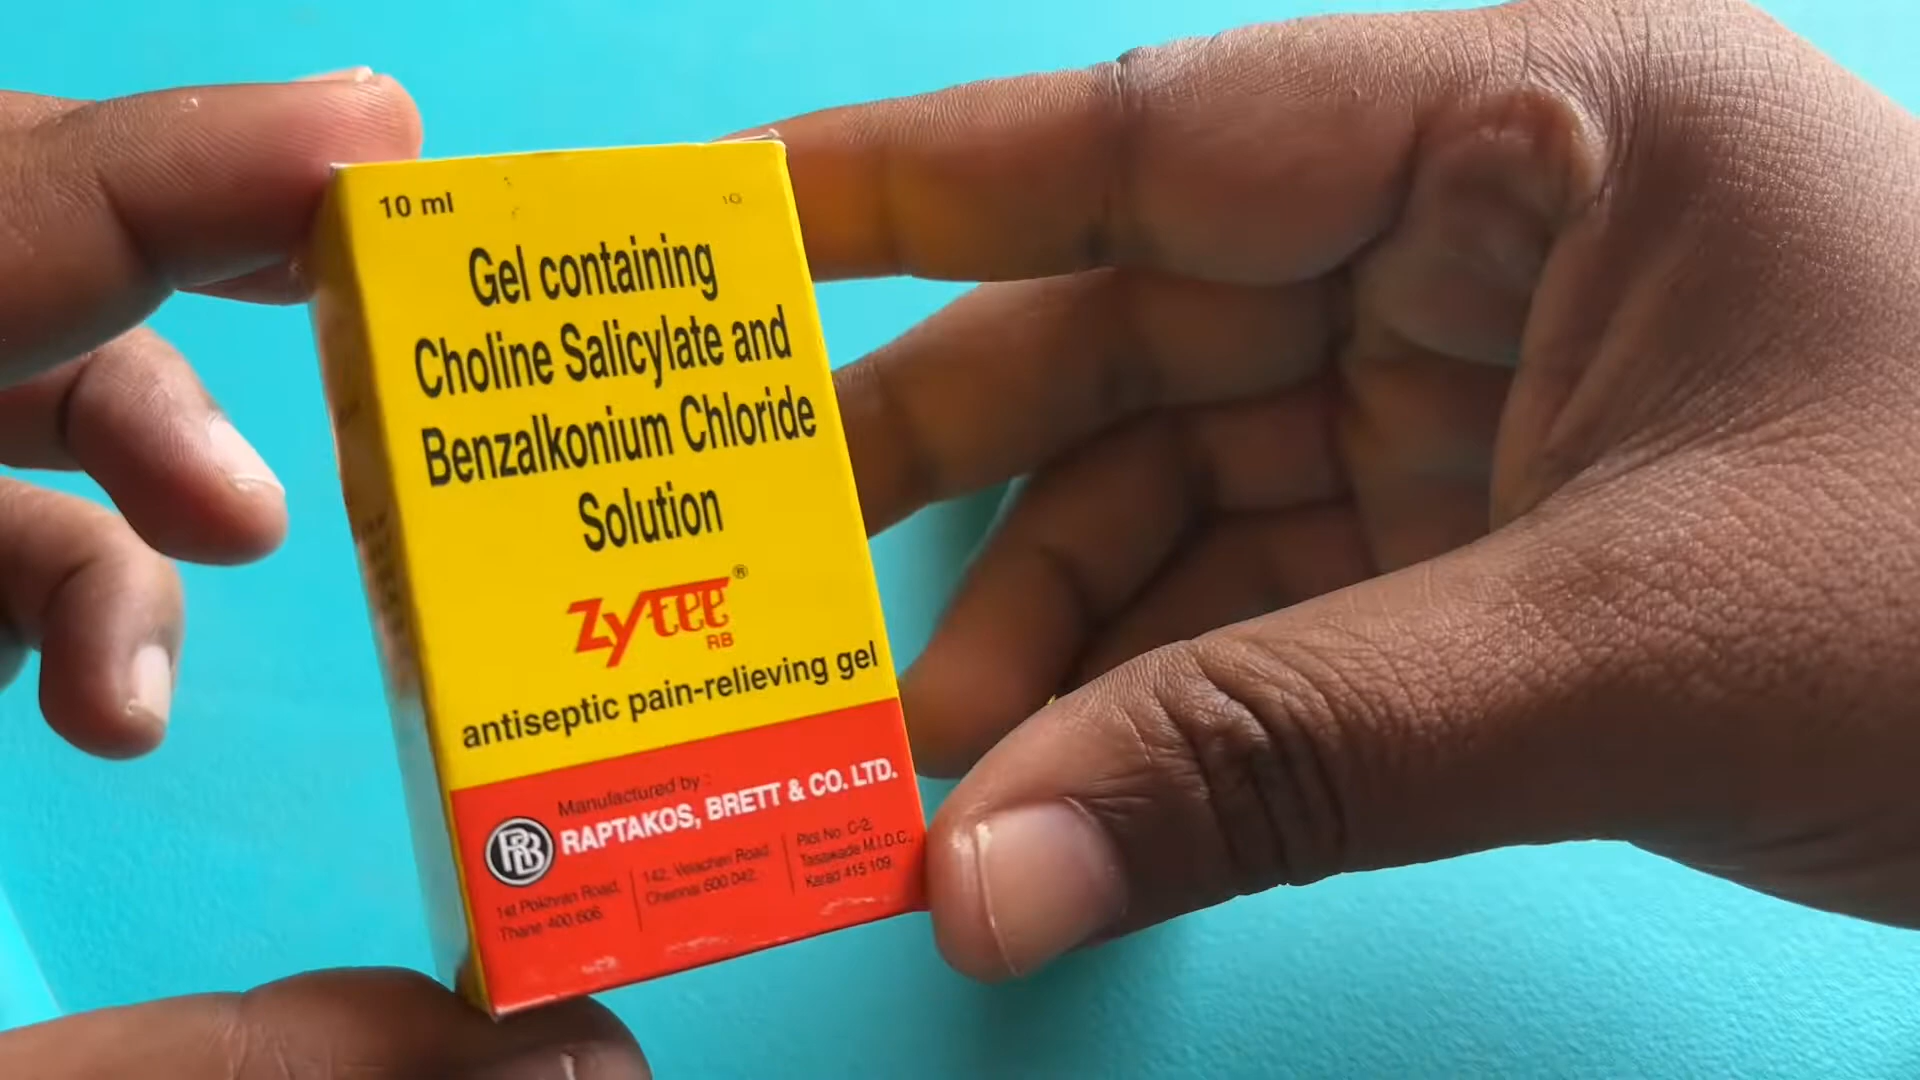 10 ml
Gel containing
Choline Salicylate and
Benzalkonium Chloride
Solution
Zytee®
RB
antiseptic pain-relieving gel
Manufactured by :
RAPTAKOS, BRETT & CO. LTD.
RB
1st Pokhran Road,
Thane 400 606.
142, Velachery Road,
Chennai 600 042.
Plot No. C-2,
Tasawade M.I.D.C.,
Karad 415 109.